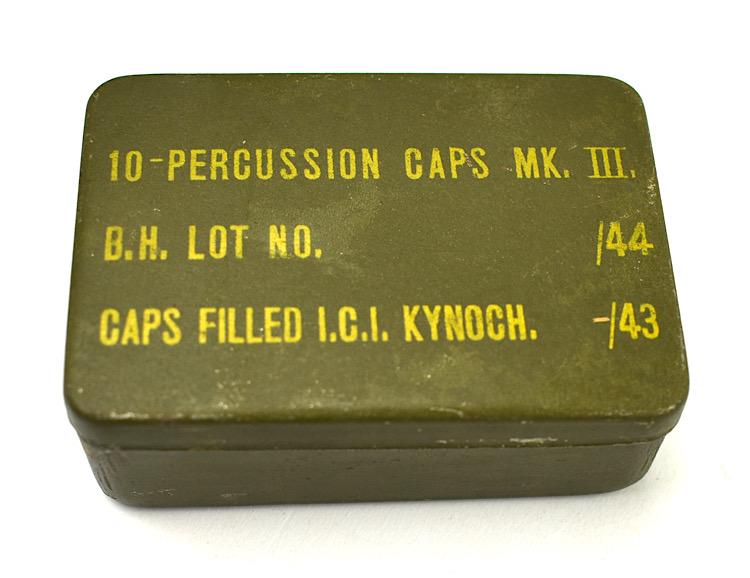 10-PERCUSSION CAPS MK. III.
B.H. LOT NO. /44
CAPS FILLED I.C.I. KYNOCH. -/43